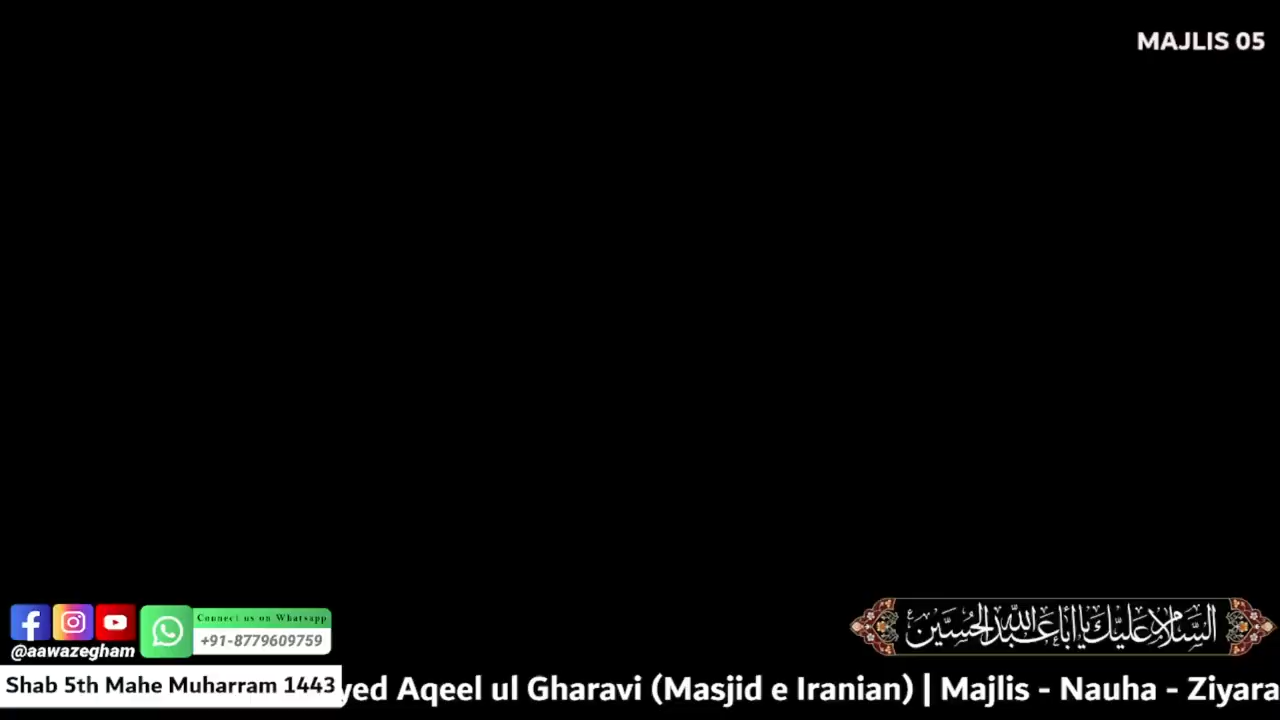 MAJLIS 05
السلام عليك يا ابا عبد الله الحسين
Connect us on Whatsapp
+91-8779609759
@aawazegham
Shab 5th Mahe Muharram 1443
yed Aqeel ul Gharavi (Masjid e Iranian) | Majlis - Nauha - Ziyara